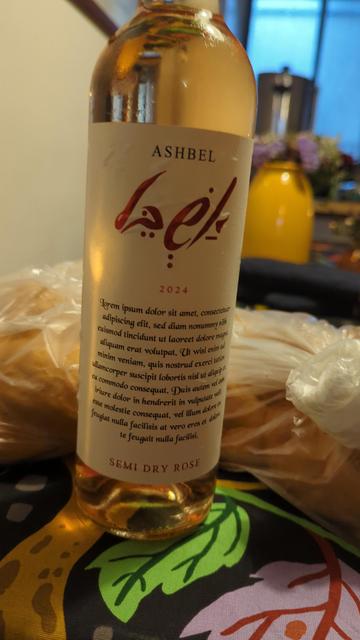 ASHBEL
2024
Lorem ipsum dolor sit amet, consectetuer
adipiscing elit, sed diam nonummy nibh
euismod tincidunt ut laoreet dolore magna
aliquam erat volutpat. Ut wisi enim ad
minim veniam, quis nostrud exerci tation
ullamcorper suscipit lobortis nisl ut aliquip
ex ea commodo consequat. Duis autem vel eum
iriure dolor in hendrerit in vulputate velit
esse molestie consequat, vel illum dolore eu
feugiat nulla facilisis at vero eros et
te feugait nulla facilisi.
SEMI DRY ROSE